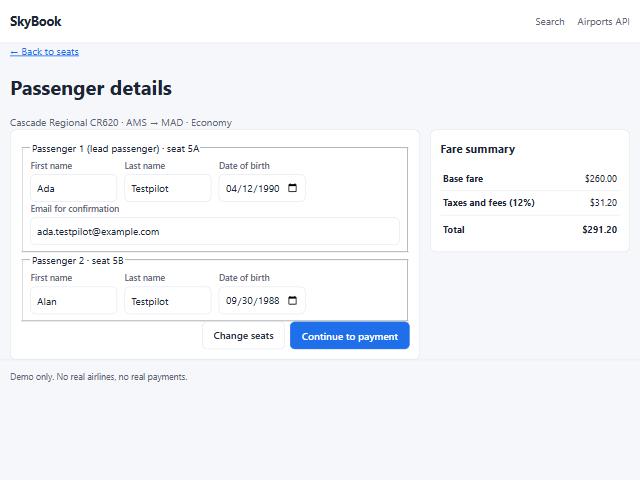 SkyBook
Search Airports API
← Back to seats
Passenger details
Cascade Regional CR620 · AMS → MAD · Economy
Passenger 1 (lead passenger) · seat 5A
First name Last name Date of birth
Ada Testpilot 04/12/1990
Email for confirmation
ada.testpilot@example.com
Passenger 2 · seat 5B
First name Last name Date of birth
Alan Testpilot 09/30/1988
Change seats Continue to payment
Fare summary
Base fare $260.00
Taxes and fees (12%) $31.20
Total $291.20
Demo only. No real airlines, no real payments.